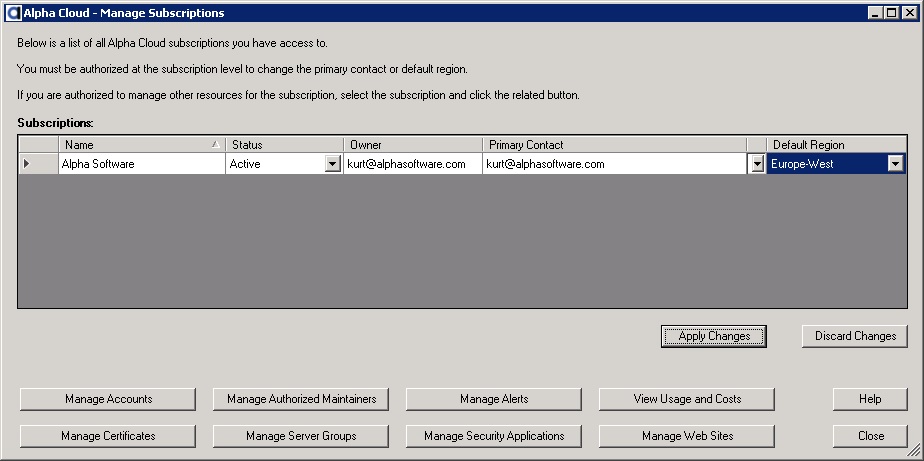 Alpha Cloud - Manage Subscriptions
Below is a list of all Alpha Cloud subscriptions you have access to.
You must be authorized at the subscription level to change the primary contact or default region.
If you are authorized to manage other resources for the subscription, select the subscription and click the related button.
Subscriptions:
Name Status Owner Primary Contact Default Region
Alpha Software Active kurt@alphasoftware.com kurt@alphasoftware.com Europe-West
Apply Changes Discard Changes
Manage Accounts Manage Authorized Maintainers Manage Alerts View Usage and Costs Help
Manage Certificates Manage Server Groups Manage Security Applications Manage Web Sites Close